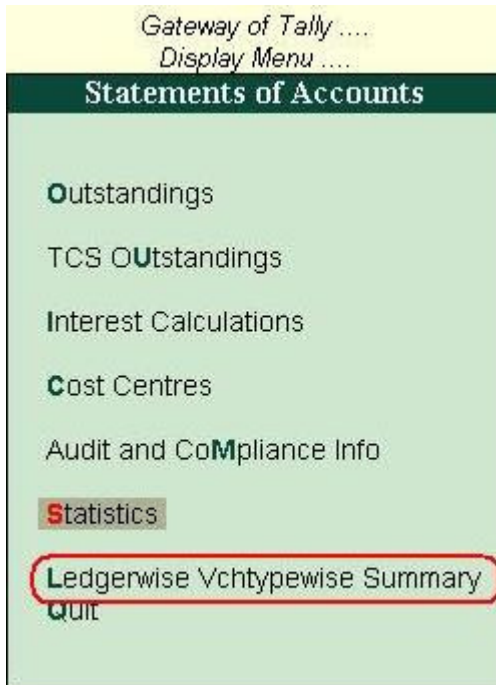 Gateway of Tally ....
Display Menu ....
Statements of Accounts
Outstandings
TCS OUtstandings
Interest Calculations
Cost Centres
Audit and CoMpliance Info
Statistics
Ledgerwise Vchtypewise Summary
Quit